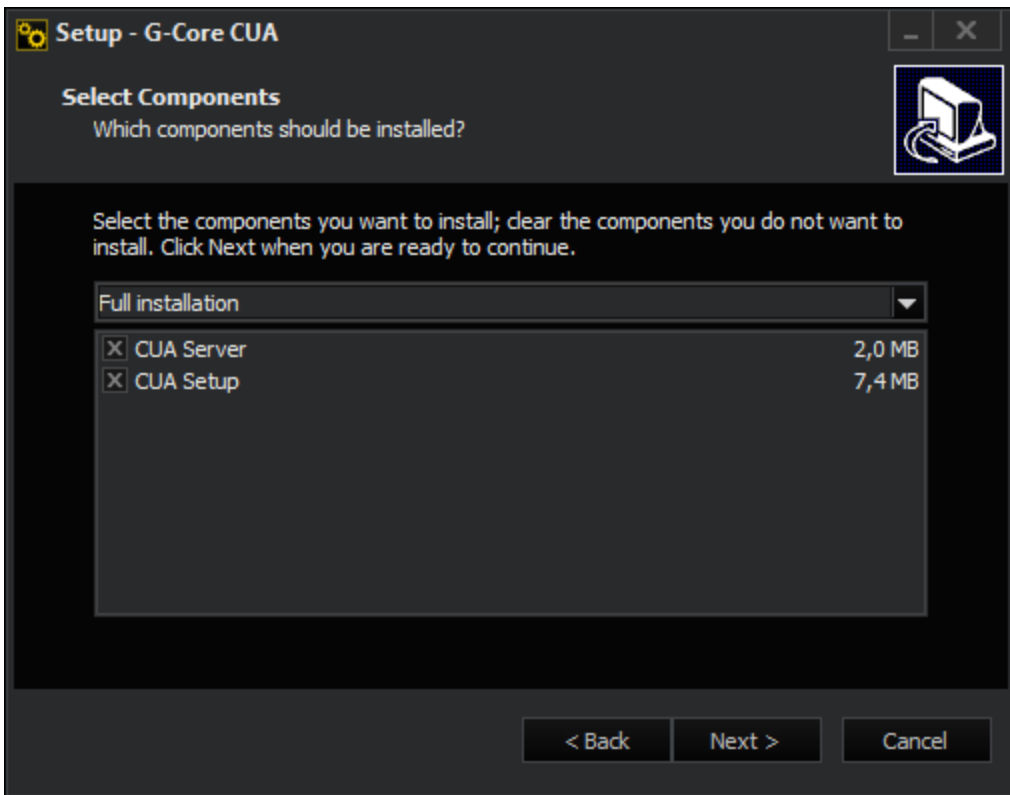 Setup - G-Core CUA
Select Components
Which components should be installed?
Select the components you want to install; clear the components you do not want to
install. Click Next when you are ready to continue.
Full installation
CUA Server 2,0 MB
CUA Setup 7,4 MB
< Back Next > Cancel